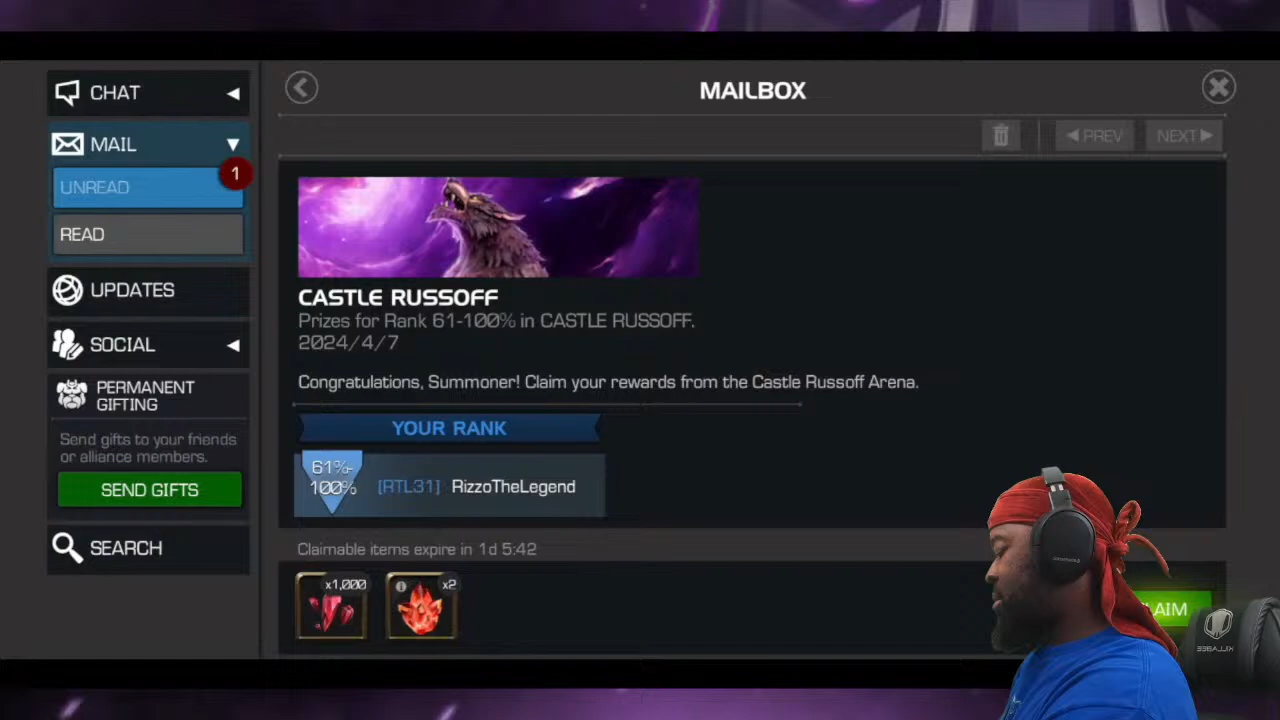 CHAT
MAIL
1
UNREAD
READ
UPDATES
SOCIAL
PERMANENT
GIFTING
Send gifts to your friends
or alliance members.
SEND GIFTS
SEARCH
MAILBOX
PREV
NEXT
CASTLE RUSSOFF
Prizes for Rank 61-100% in CASTLE RUSSOFF.
2024/4/7
Congratulations, Summoner! Claim your rewards from the Castle Russoff Arena.
YOUR RANK
61%-
100%
[RTL31] RizzoTheLegend
Claimable items expire in 1d 5:42
x1,000
x2